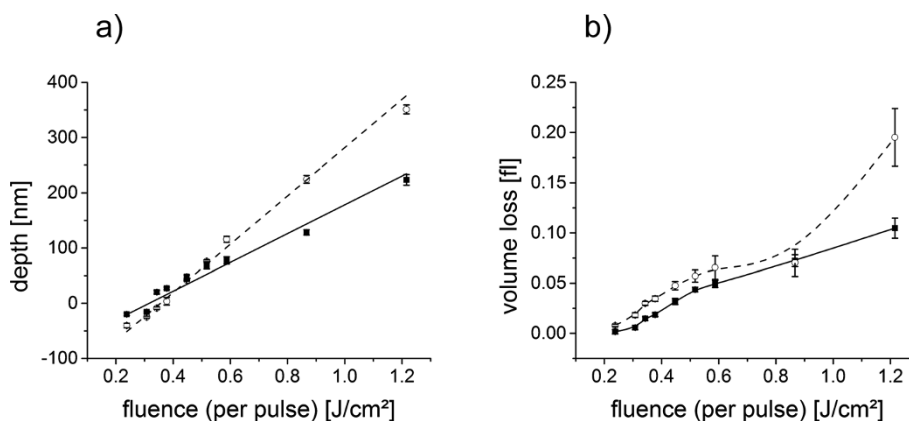 a)
400
300
200
100
0
-100
depth [nm]
0.2 0.4 0.6 0.8 1.0 1.2
fluence (per pulse) [J/cm²]
b)
0.25
0.20
0.15
0.10
0.05
0.00
volume loss [fl]
0.2 0.4 0.6 0.8 1.0 1.2
fluence (per pulse) [J/cm²]